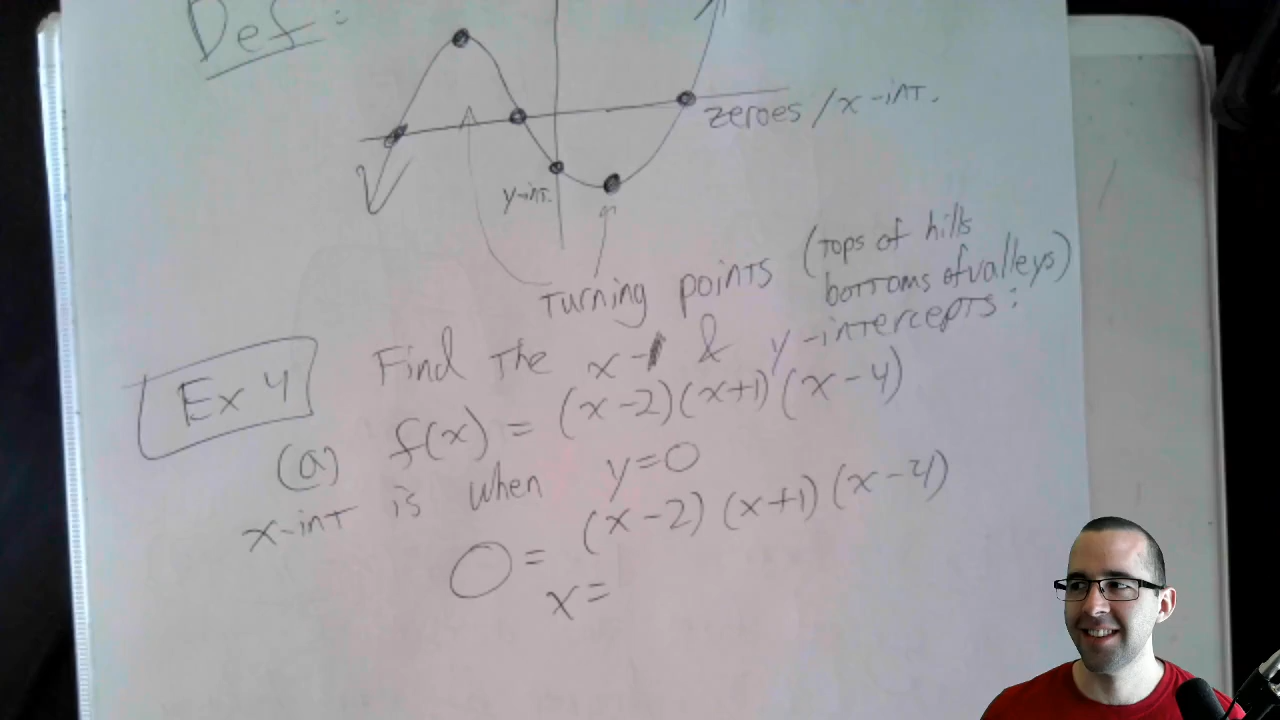 Def:
zeroes/x-int.
y-int.
Turning points (Tops of hills
bottoms of valleys)
Ex 4 Find the x- & y-intercepts:
(a) f(x) = (x-2)(x+1)(x-4)
x-int is when y=0
0 = (x-2)(x+1)(x-4)
x =